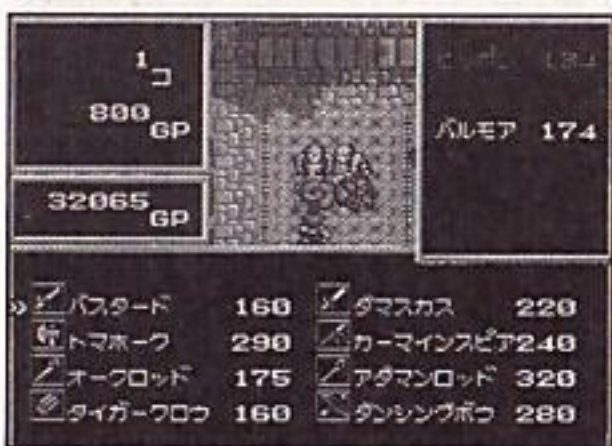 1コ
800GP
32065GP
バルモア 174
バスタード 160 ダマスカス 220
トマホーク 290 カーマインスピア240
オークロッド 175 アダマンロッド 320
タイガークロウ 160 ダンシングボウ 280